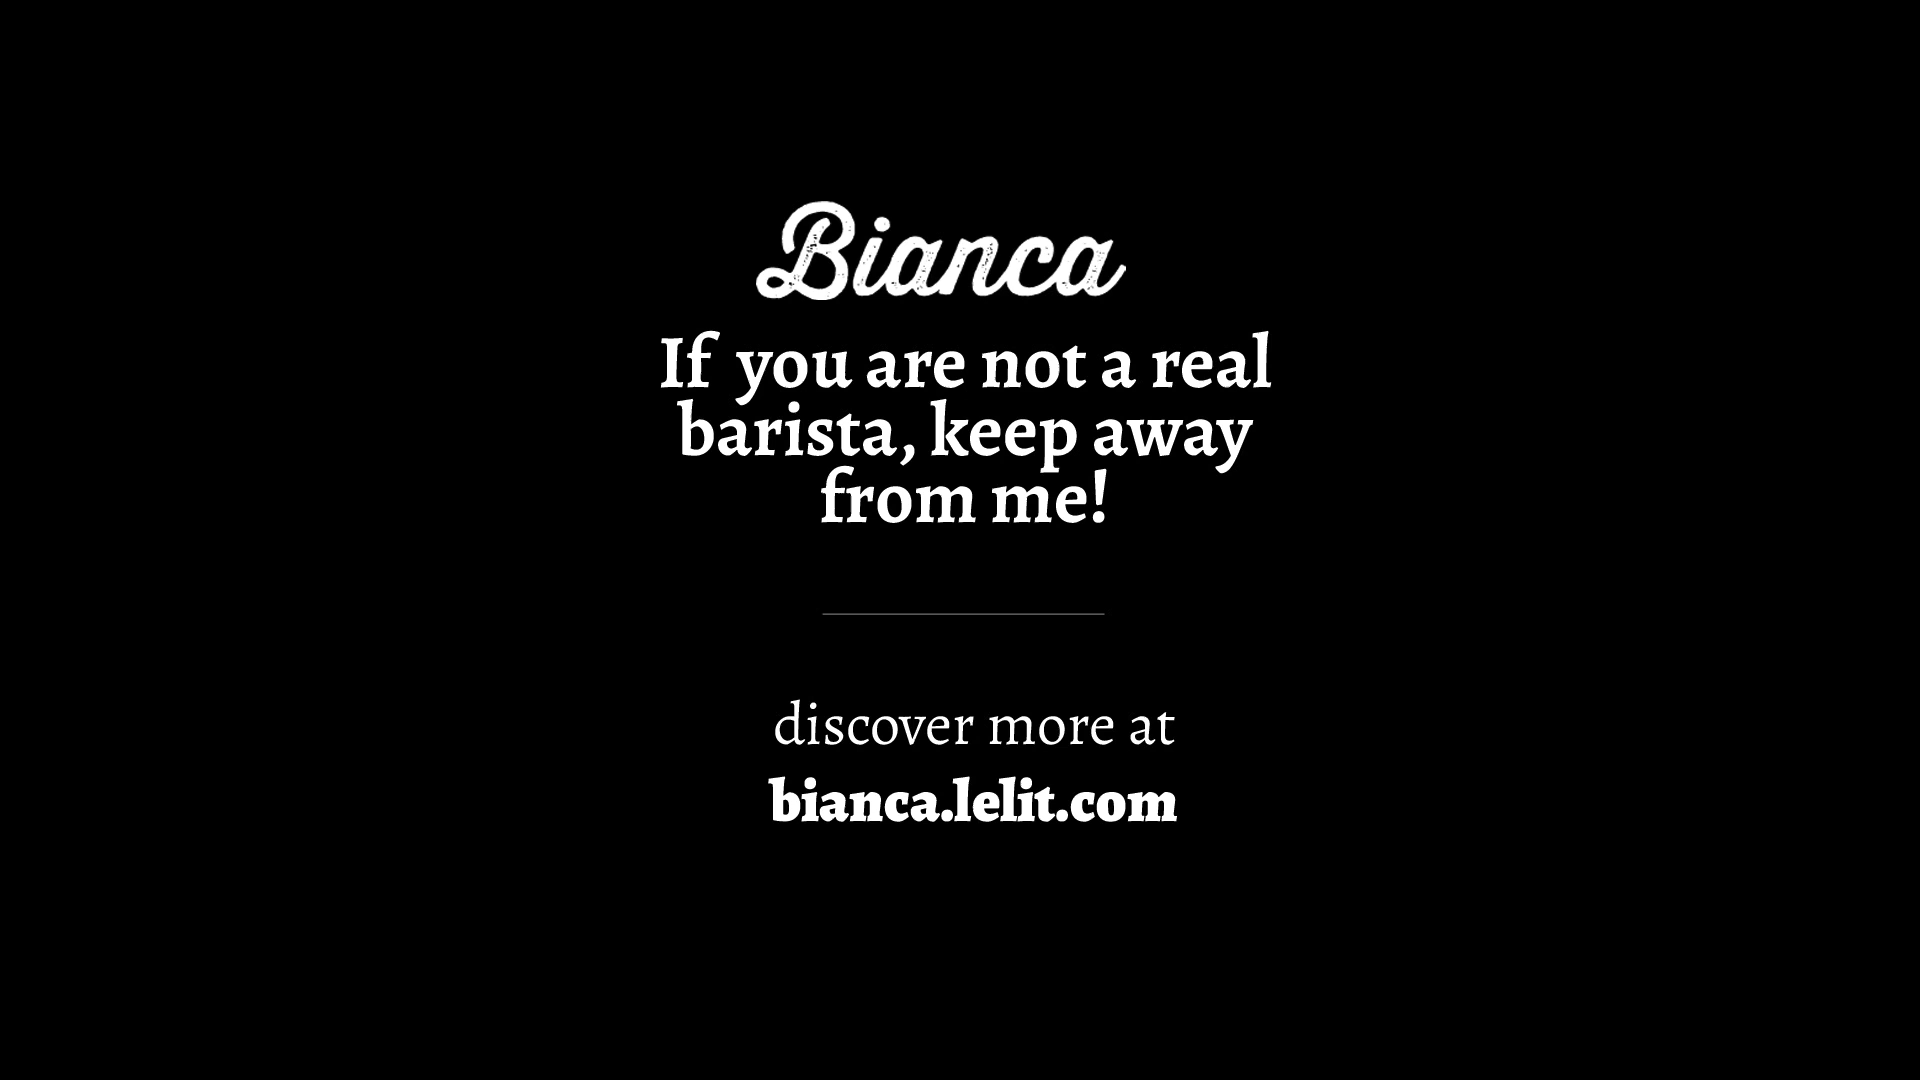 Bianca
If you are not a real
barista, keep away
from me!
discover more at
bianca.lelit.com